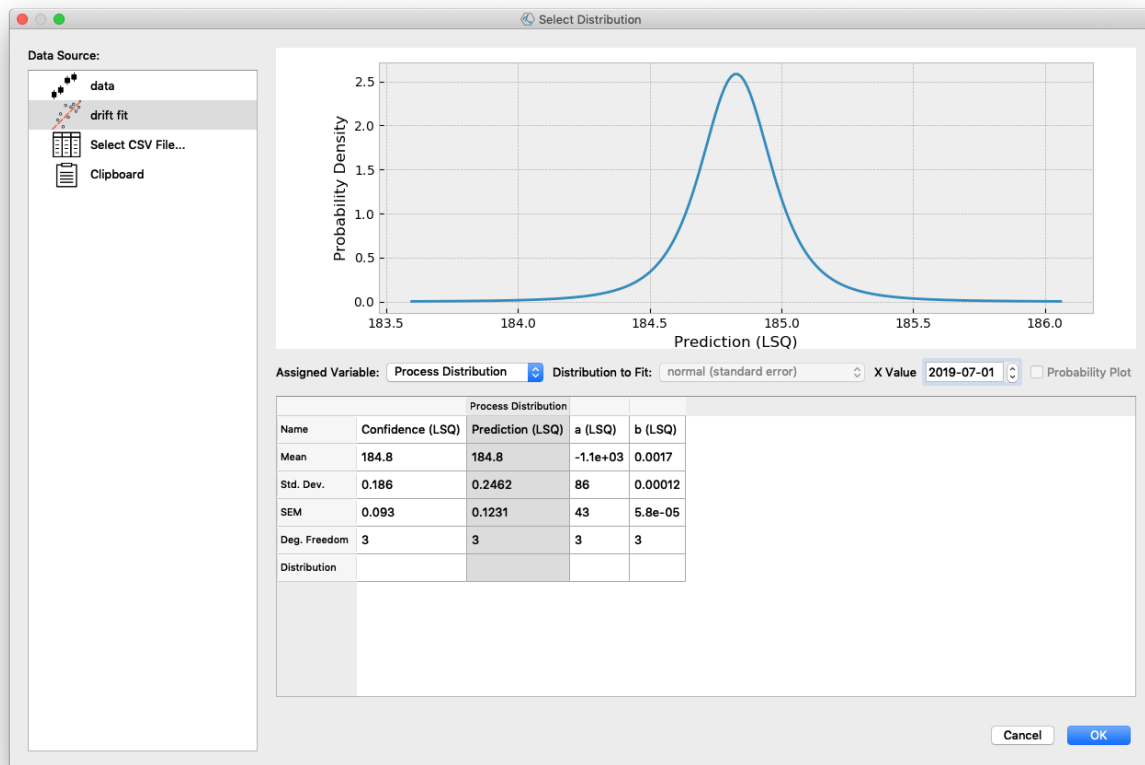 Select Distribution
Data Source:
data
drift fit
Select CSV File...
Clipboard
Probability Density
2.5
2.0
1.5
1.0
0.5
0.0
183.5 184.0 184.5 185.0 185.5 186.0
Prediction (LSQ)
Assigned Variable: Process Distribution Distribution to Fit: normal (standard error) X Value 2019-07-01 Probability Plot
Process Distribution
Name Confidence (LSQ) Prediction (LSQ) a (LSQ) b (LSQ)
Mean 184.8 184.8 -1.1e+03 0.0017
Std. Dev. 0.186 0.2462 86 0.00012
SEM 0.093 0.1231 43 5.8e-05
Deg. Freedom 3 3 3 3
Distribution
Cancel OK